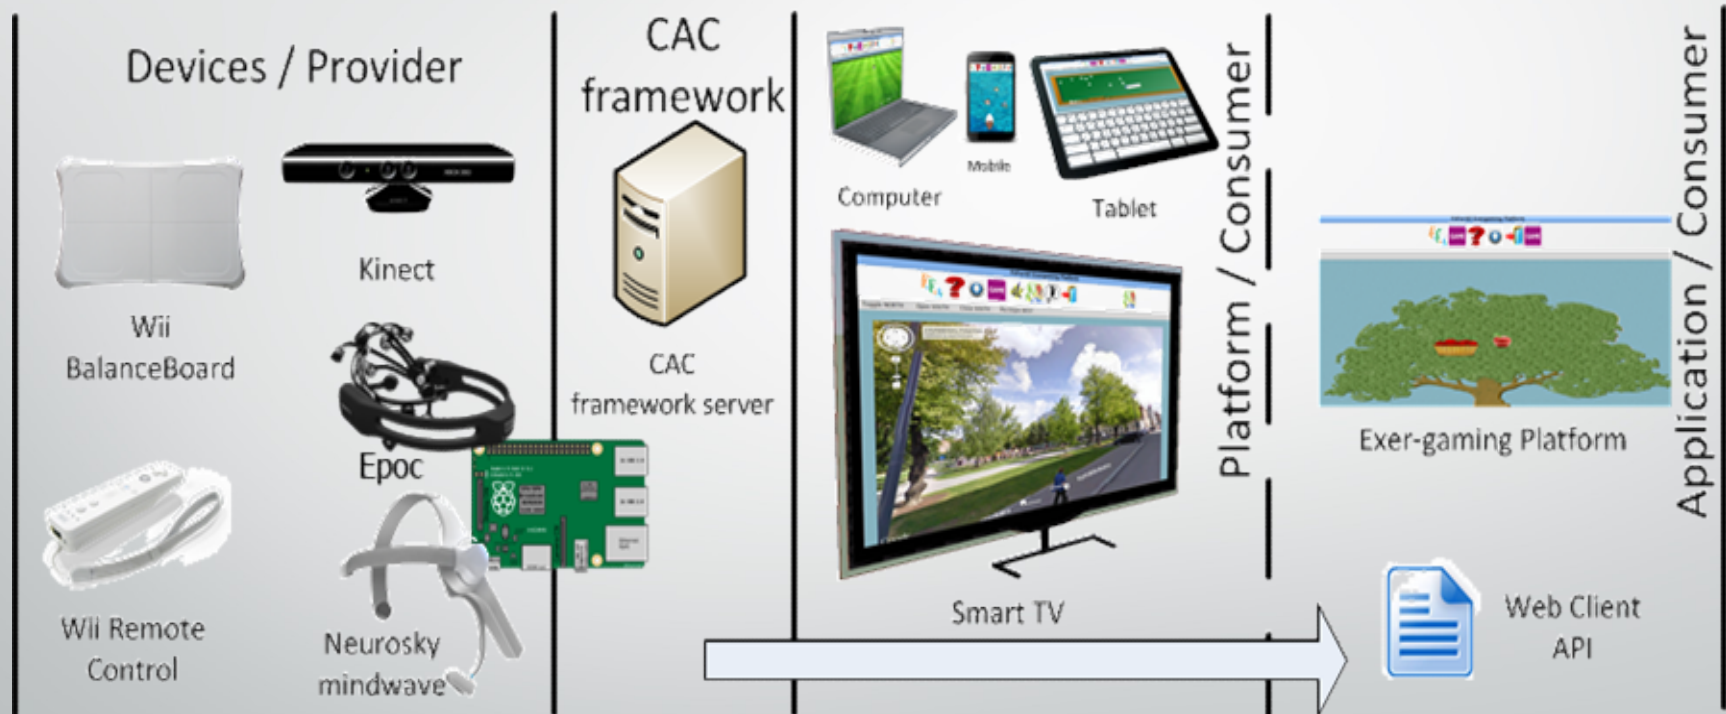 Devices / Provider
Kinect
Wii
BalanceBoard
Epoc
Wii Remote
Control
Neurosky
mindwave
CAC
framework
CAC
framework server
Computer
Mobile
Tablet
Smart TV
Platform / Consumer
Exer-gaming Platform
Web Client
API
Application / Consumer